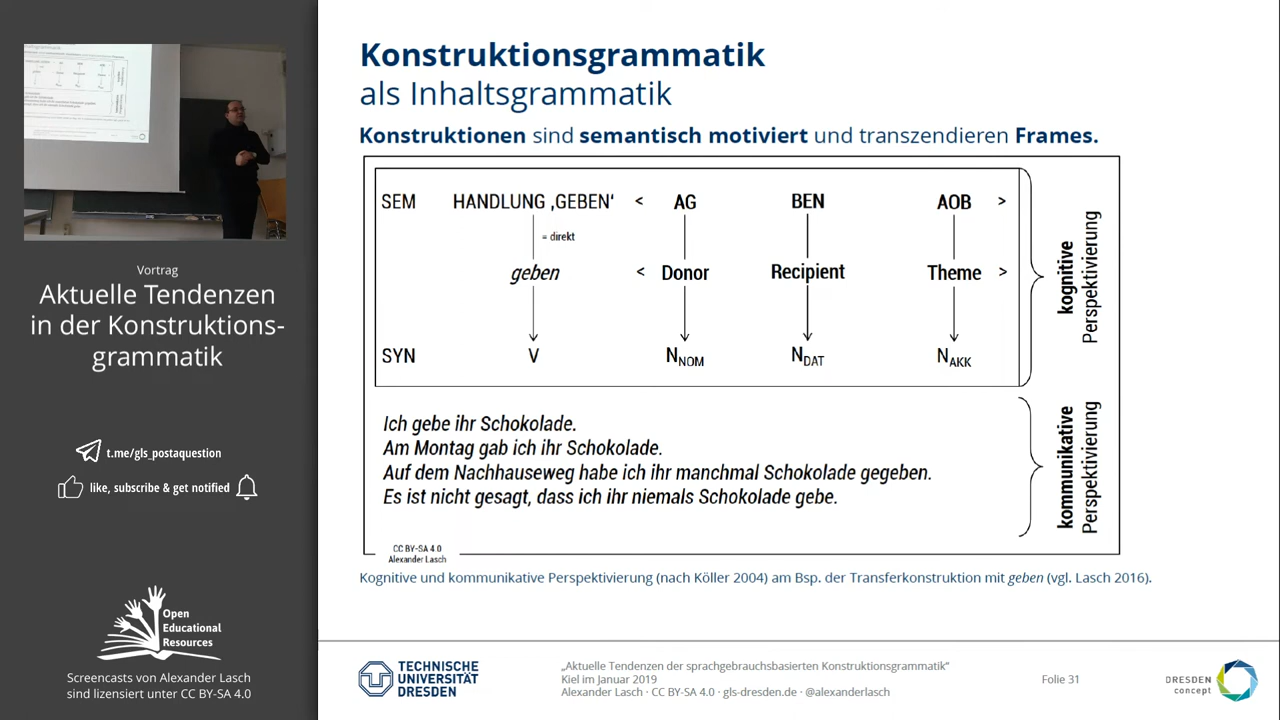 Vortrag
Aktuelle Tendenzen
in der Konstruktions-
grammatik
t.me/gls_postaquestion
like, subscribe & get notified
Open
Educational
Resources
Screencasts von Alexander Lasch
sind lizensiert unter CC BY-SA 4.0
Konstruktionsgrammatik
als Inhaltsgrammatik
Konstruktionen sind semantisch motiviert und transzendieren Frames.
SEM HANDLUNG ‚GEBEN‘ < AG BEN AOB >
= direkt
geben < Donor Recipient Theme >
SYN V NNOM NDAT NAKK
kognitive
Perspektivierung
Ich gebe ihr Schokolade.
Am Montag gab ich ihr Schokolade.
Auf dem Nachhauseweg habe ich ihr manchmal Schokolade gegeben.
Es ist nicht gesagt, dass ich ihr niemals Schokolade gebe.
kommunikative
Perspektivierung
CC BY-SA 4.0
Alexander Lasch
Kognitive und kommunikative Perspektivierung (nach Köller 2004) am Bsp. der Transferkonstruktion mit geben (vgl. Lasch 2016).
TECHNISCHE
UNIVERSITÄT
DRESDEN
„Aktuelle Tendenzen der sprachgebrauchsbasierten Konstruktionsgrammatik“
Kiel im Januar 2019
Alexander Lasch · CC BY-SA 4.0 · gls-dresden.de · @alexanderlasch
Folie 31
DRESDEN
concept